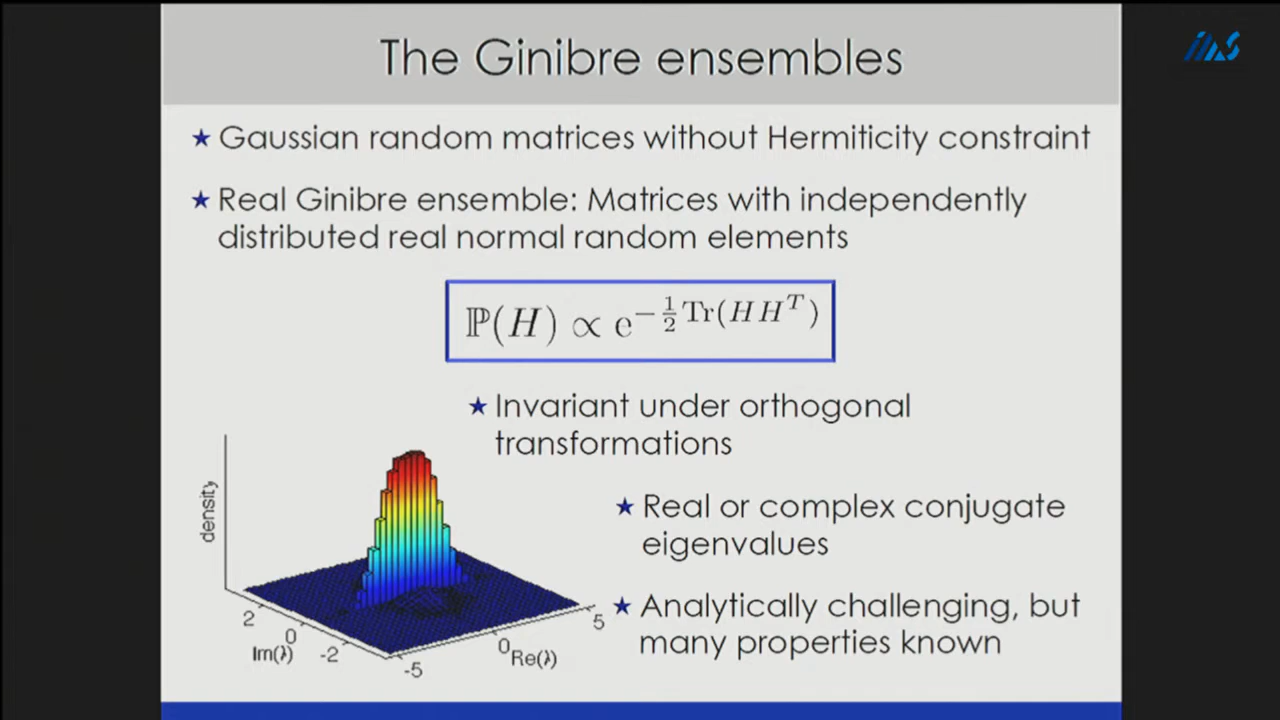 The Ginibre ensembles
iMS
★ Gaussian random matrices without Hermiticity constraint
★ Real Ginibre ensemble: Matrices with independently
distributed real normal random elements
ℙ(H) ∝ e^{-½Tr(HH^T)}
★ Invariant under orthogonal
transformations
★ Real or complex conjugate
eigenvalues
★ Analytically challenging, but
many properties known
density
2
0
-2
Im(λ)
5
0
-5
Re(λ)